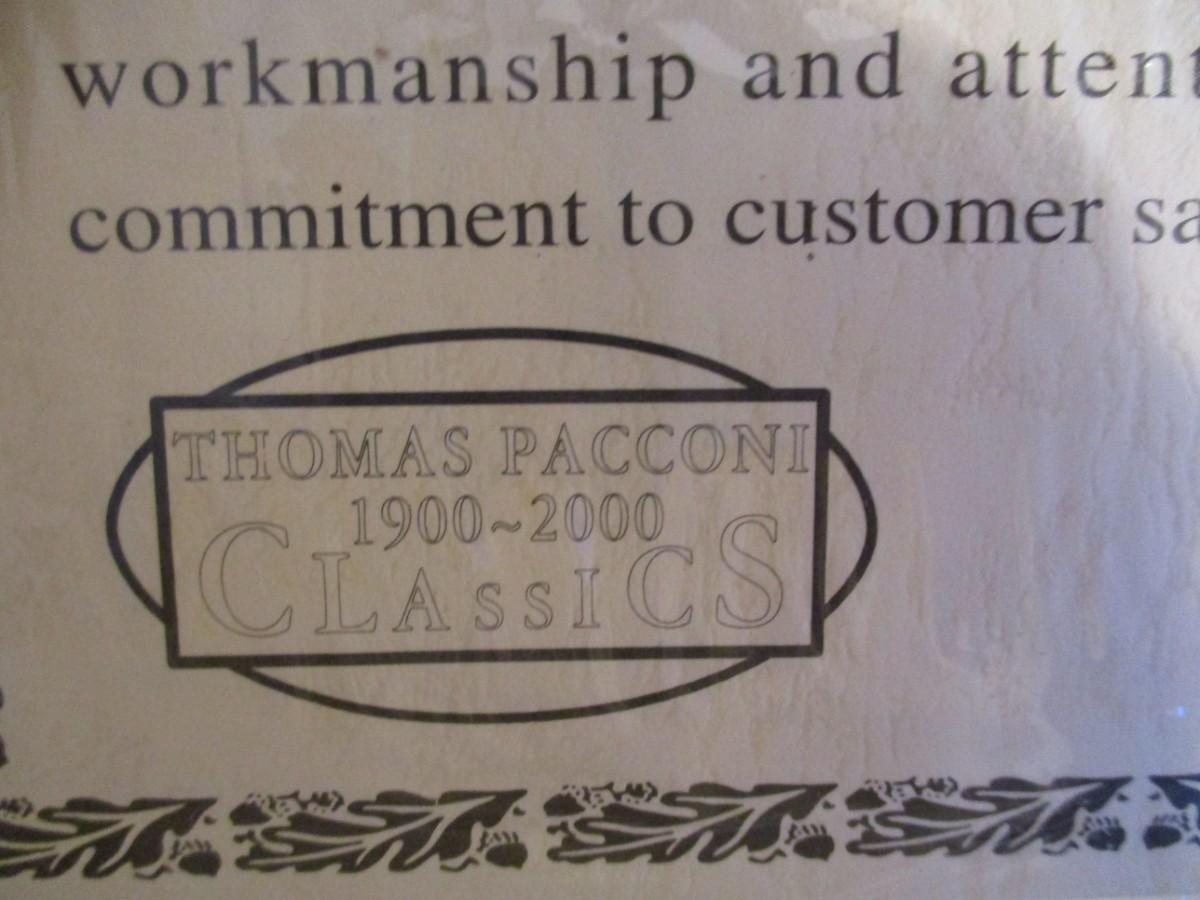 workmanship and attent
commitment to customer sa
THOMAS PACCONI
1900~2000
CLAssICS